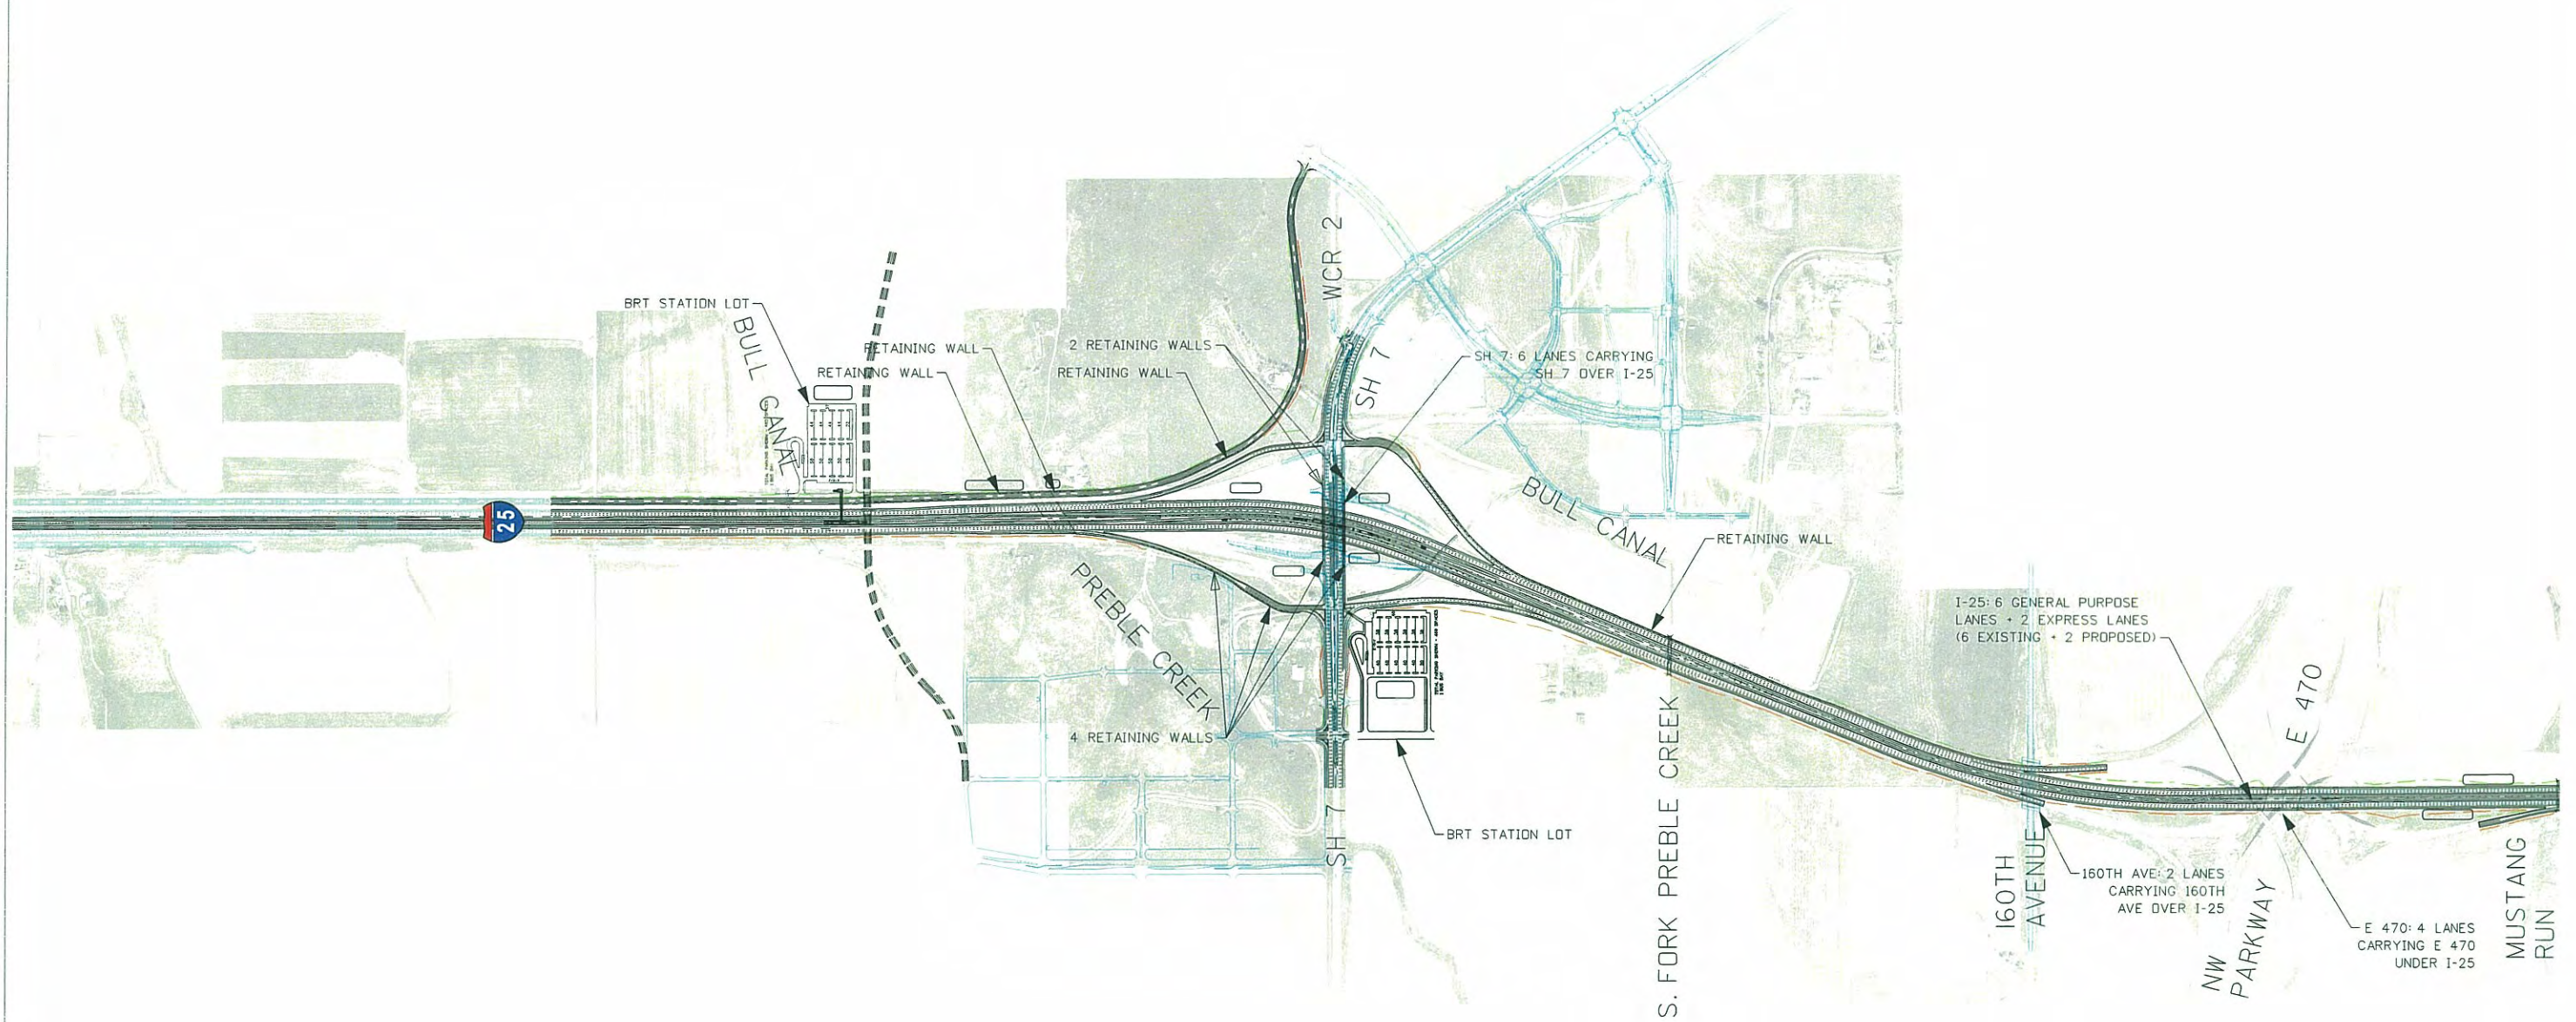 BRT STATION LOT
BULL CANAL
RETAINING WALL
RETAINING WALL
2 RETAINING WALLS
RETAINING WALL
WCR 2
SH 7
SH 7: 6 LANES CARRYING
SH 7 OVER I-25
25
BULL CANAL
RETAINING WALL
PREBLE CREEK
4 RETAINING WALLS
SH 7
BRT STATION LOT
S. FORK PREBLE CREEK
I-25: 6 GENERAL PURPOSE
LANES + 2 EXPRESS LANES
(6 EXISTING + 2 PROPOSED)
E 470
160TH
AVENUE
160TH AVE: 2 LANES
CARRYING 160TH
AVE OVER I-25
NW
PARKWAY
E 470: 4 LANES
CARRYING E 470
UNDER I-25
MUSTANG
RUN